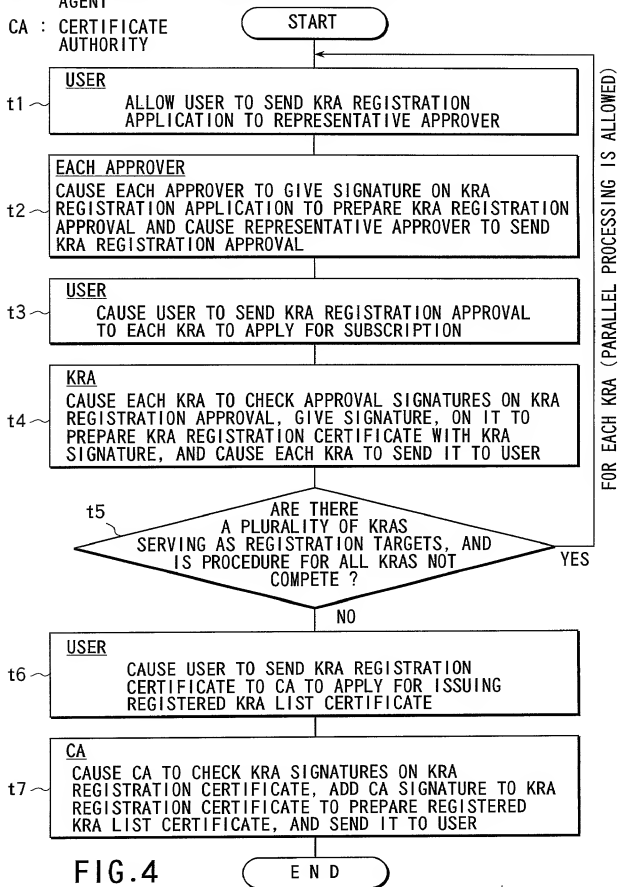 AGENT
CA : CERTIFICATE
AUTHORITY
START
USER
t1
ALLOW USER TO SEND KRA REGISTRATION
APPLICATION TO REPRESENTATIVE APPROVER
EACH APPROVER
t2
CAUSE EACH APPROVER TO GIVE SIGNATURE ON KRA
REGISTRATION APPLICATION TO PREPARE KRA REGISTRATION
APPROVAL AND CAUSE REPRESENTATIVE APPROVER TO SEND
KRA REGISTRATION APPROVAL
USER
t3
CAUSE USER TO SEND KRA REGISTRATION APPROVAL
TO EACH KRA TO APPLY FOR SUBSCRIPTION
KRA
t4
CAUSE EACH KRA TO CHECK APPROVAL SIGNATURES ON KRA
REGISTRATION APPROVAL, GIVE SIGNATURE, ON IT TO
PREPARE KRA REGISTRATION CERTIFICATE WITH KRA
SIGNATURE, AND CAUSE EACH KRA TO SEND IT TO USER
t5
ARE THERE
A PLURALITY OF KRAS
SERVING AS REGISTRATION TARGETS, AND
IS PROCEDURE FOR ALL KRAS NOT
COMPETE ?
YES
FOR EACH KRA (PARALLEL PROCESSING IS ALLOWED)
NO
USER
t6
CAUSE USER TO SEND KRA REGISTRATION
CERTIFICATE TO CA TO APPLY FOR ISSUING
REGISTERED KRA LIST CERTIFICATE
CA
t7
CAUSE CA TO CHECK KRA SIGNATURES ON KRA
REGISTRATION CERTIFICATE, ADD CA SIGNATURE TO KRA
REGISTRATION CERTIFICATE TO PREPARE REGISTERED
KRA LIST CERTIFICATE, AND SEND IT TO USER
FIG.4
END